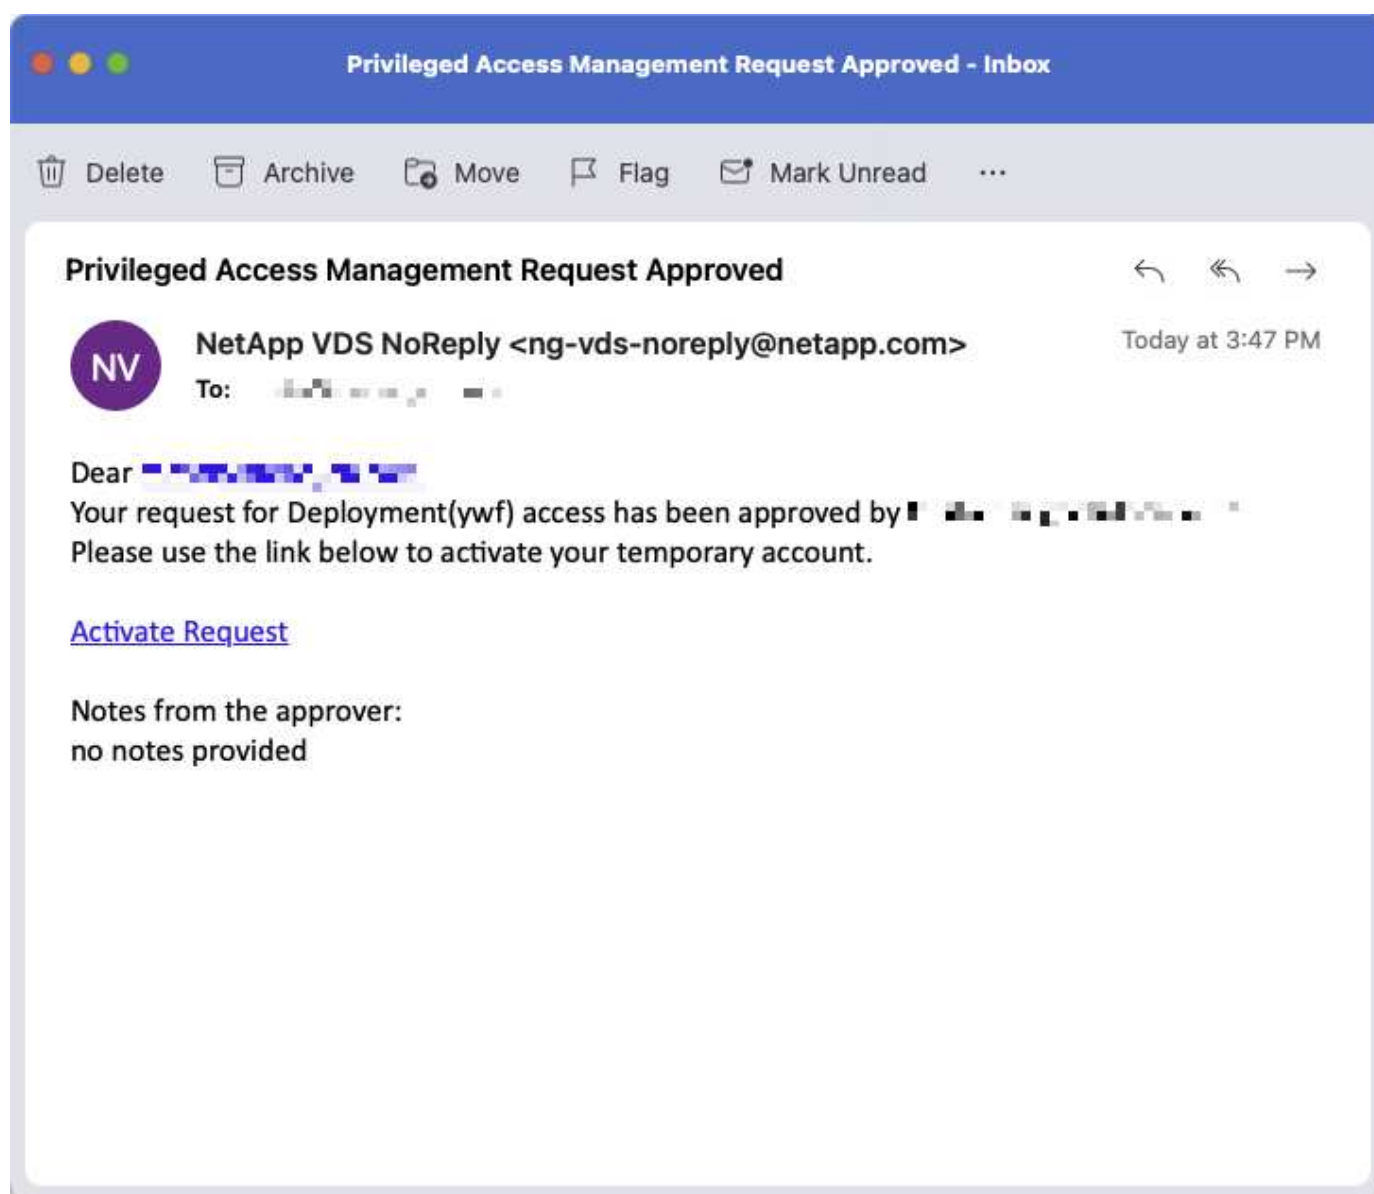 Privileged Access Management Request Approved - Inbox
Delete Archive Move Flag Mark Unread ...
Privileged Access Management Request Approved
NV
NetApp VDS NoReply <ng-vds-noreply@netapp.com>
Today at 3:47 PM
To:
Dear
Your request for Deployment(ywf) access has been approved by
Please use the link below to activate your temporary account.
Activate Request
Notes from the approver:
no notes provided